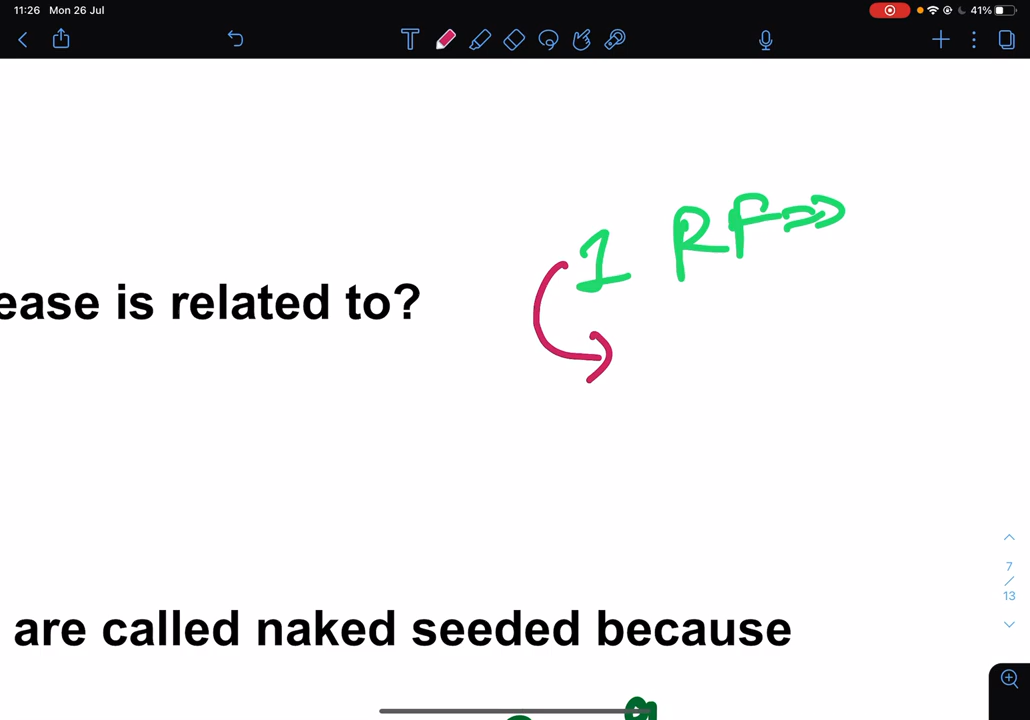 11:26 Mon 26 Jul
41%
T
1 RF
ease is related to?
7
/
13
are called naked seeded because